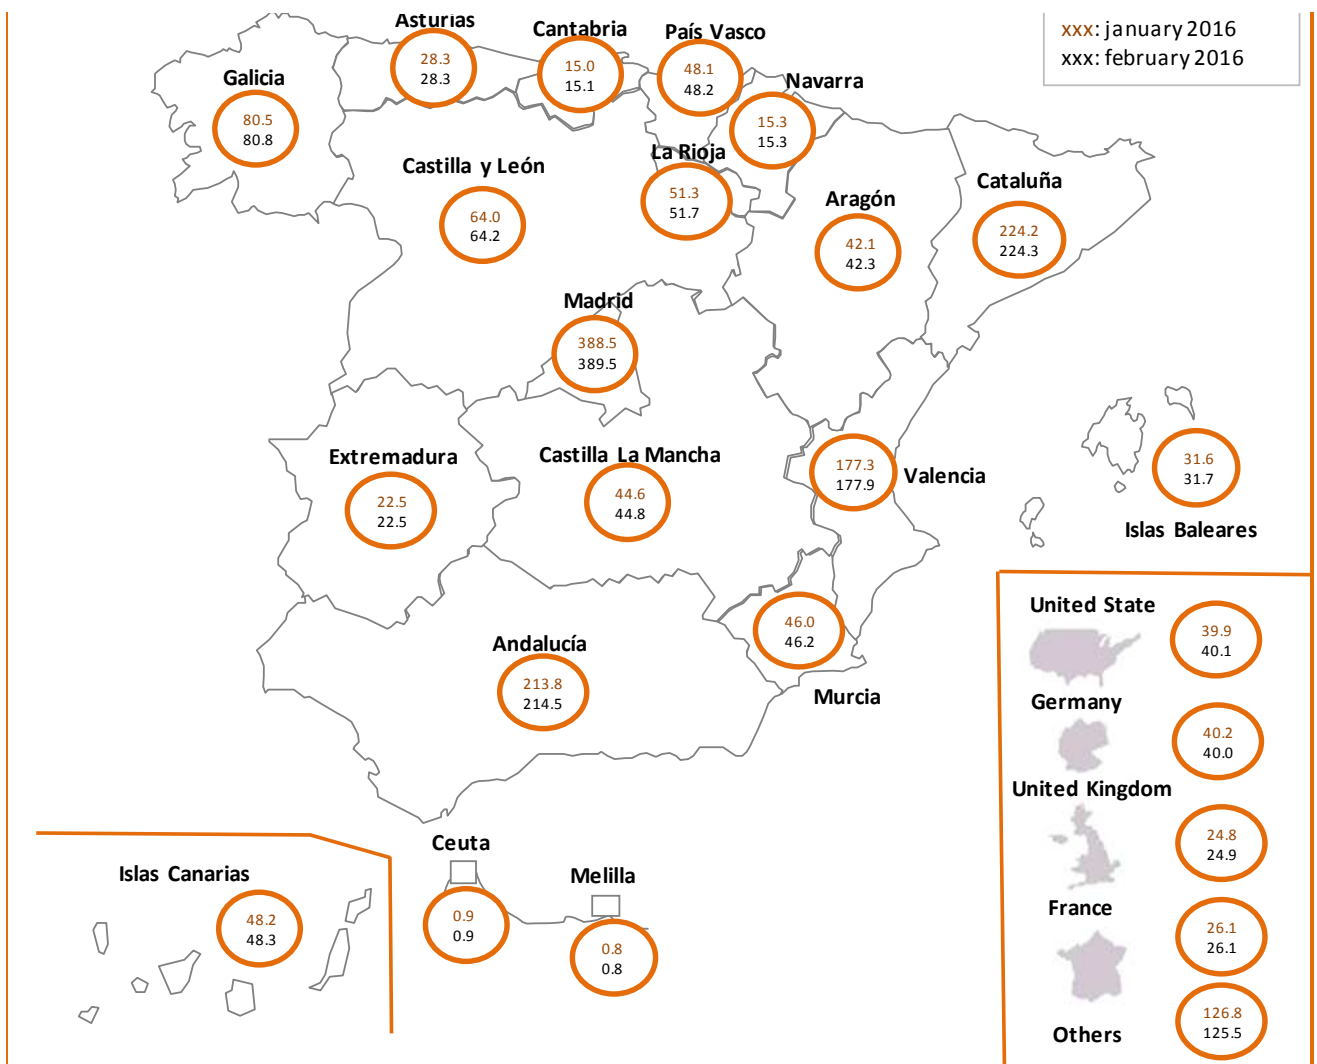 xxx: january 2016
xxx: february 2016
Asturias
28.3
28.3
Cantabria
15.0
15.1
País Vasco
48.1
48.2
Navarra
15.3
15.3
Galicia
80.5
80.8
Castilla y León
64.0
64.2
La Rioja
51.3
51.7
Aragón
42.1
42.3
Cataluña
224.2
224.3
Madrid
388.5
389.5
Extremadura
22.5
22.5
Castilla La Mancha
44.6
44.8
177.3
177.9
Valencia
31.6
31.7
Islas Baleares
Andalucía
213.8
214.5
46.0
46.2
Murcia
United State
39.9
40.1
Germany
40.2
40.0
United Kingdom
24.8
24.9
France
26.1
26.1
Others
126.8
125.5
Islas Canarias
48.2
48.3
Ceuta
0.9
0.9
Melilla
0.8
0.8